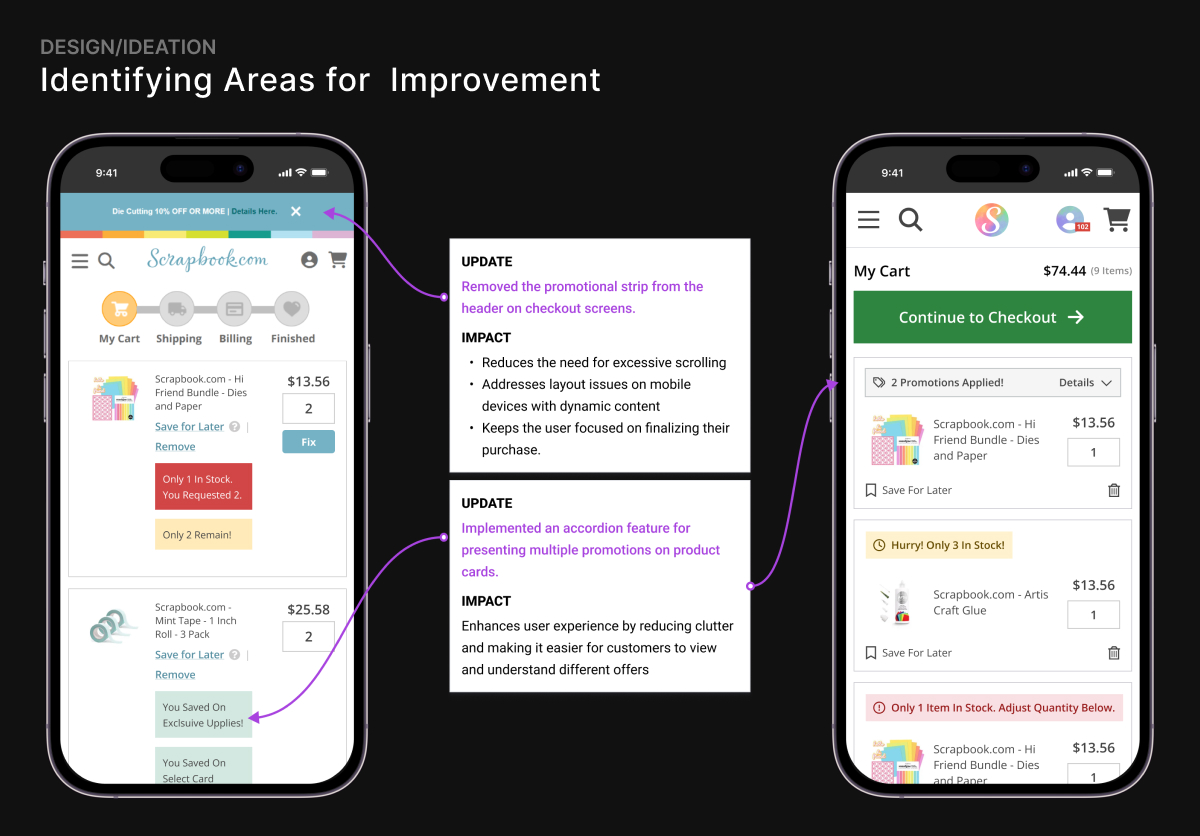 DESIGN/IDEATION
Identifying Areas for Improvement
9:41
Die Cutting 10% OFF OR MORE | Details Here.
Scrapbook.com
My Cart
Shipping
Billing
Finished
Scrapbook.com - Hi
Friend Bundle - Dies
and Paper
Save for Later ? |
Remove
$13.56
2
Fix
Only 1 In Stock.
You Requested 2.
Only 2 Remain!
Scrapbook.com -
Mint Tape - 1 Inch
Roll - 3 Pack
Save for Later ? |
Remove
$25.58
2
You Saved On
Exclsuive Upplies!
You Saved On
Select Card
UPDATE
Removed the promotional strip from the
header on checkout screens.
IMPACT
• Reduces the need for excessive scrolling
• Addresses layout issues on mobile
devices with dynamic content
• Keeps the user focused on finalizing their
purchase.
UPDATE
Implemented an accordion feature for
presenting multiple promotions on product
cards.
IMPACT
Enhances user experience by reducing clutter
and making it easier for customers to view
and understand different offers
9:41
S
102
My Cart
$74.44 (9 Items)
Continue to Checkout
2 Promotions Applied!
Details
Scrapbook.com - Hi
Friend Bundle - Dies
and Paper
$13.56
1
Save For Later
Hurry! Only 3 In Stock!
Scrapbook.com - Artis
Craft Glue
$13.56
1
Save For Later
Only 1 Item In Stock. Adjust Quantity Below.
Scrapbook.com - Hi
Friend Bundle - Dies
and Paper
$13.56
1